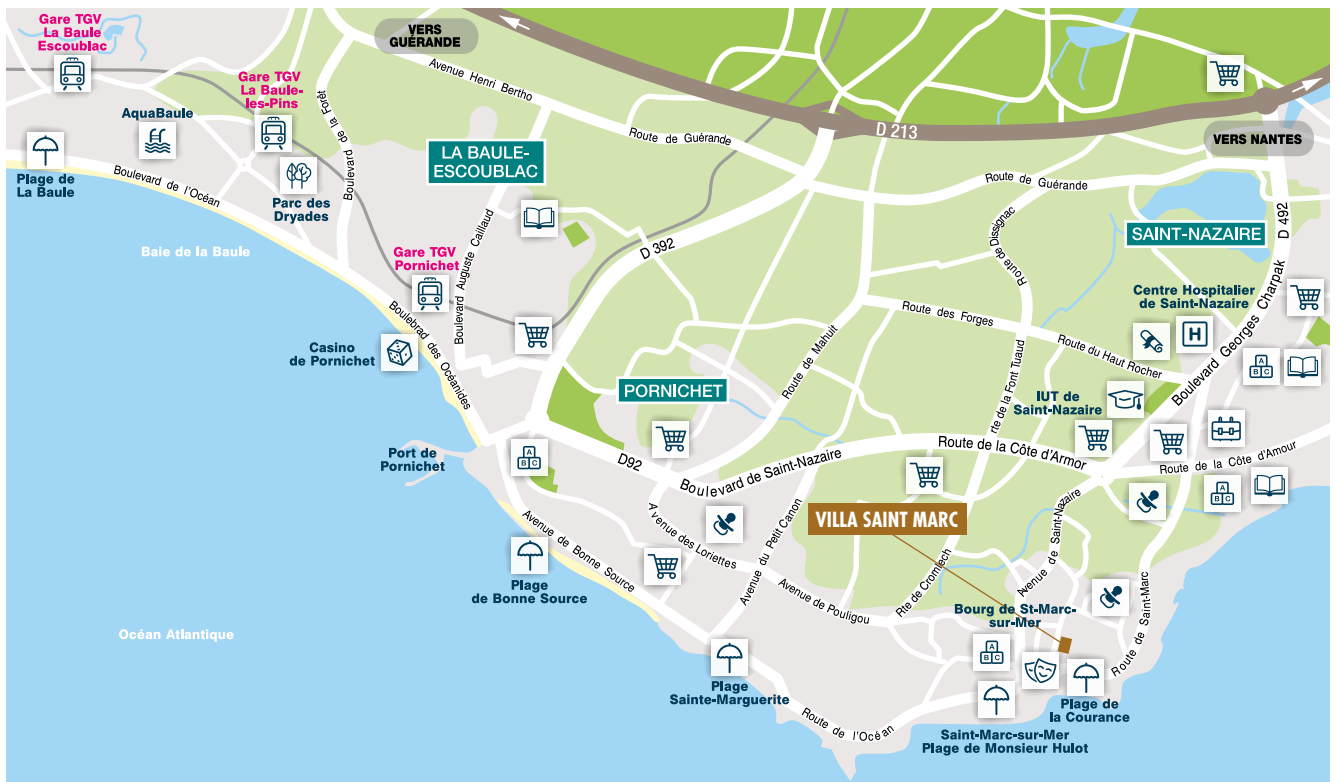 Gare TGV
La Baule
Escoublac
VERS
GUÉRANDE
Gare TGV
La Baule-
les-Pins
AquaBaule
Avenue Henri Bertho
Boulevard de la Forêt
Route de Guérande
D 213
VERS NANTES
LA BAULE-
ESCOUBLAC
Plage de
La Baule
Boulevard de l'Océan
Parc des
Dryades
Route de Guérande
Baie de la Baule
D 392
Route de Dissignac
SAINT-NAZAIRE
D 492
Gare TGV
Pornichet
Boulevard Auguste Caillaud
Centre Hospitalier
de Saint-Nazaire
Boulebrad des Océanides
Route des Forges
Route du Haut Rocher
Boulevard Georges Charpak
Casino
de Pornichet
Route de Mahuit
rte de la Font Tuaud
PORNICHET
IUT de
Saint-Nazaire
H
A
B C
Port de
Pornichet
A
B C
D92
Boulevard de Saint-Nazaire
Route de la Côte d'Armor
Route de la Côte d'Amour
A
B C
VILLA SAINT MARC
Avenue de Bonne Source
Avenue des Loriettes
Avenue du Petit Canon
Avenue de Saint-Nazaire
Plage
de Bonne Source
Avenue de Pouligou
Rte de Cromlech
Bourg de St-Marc-
sur-Mer
Route de Saint-Marc
Océan Atlantique
A
B C
Plage
Sainte-Marguerite
Route de l'Océan
Plage de
la Courance
Saint-Marc-sur-Mer
Plage de Monsieur Hulot